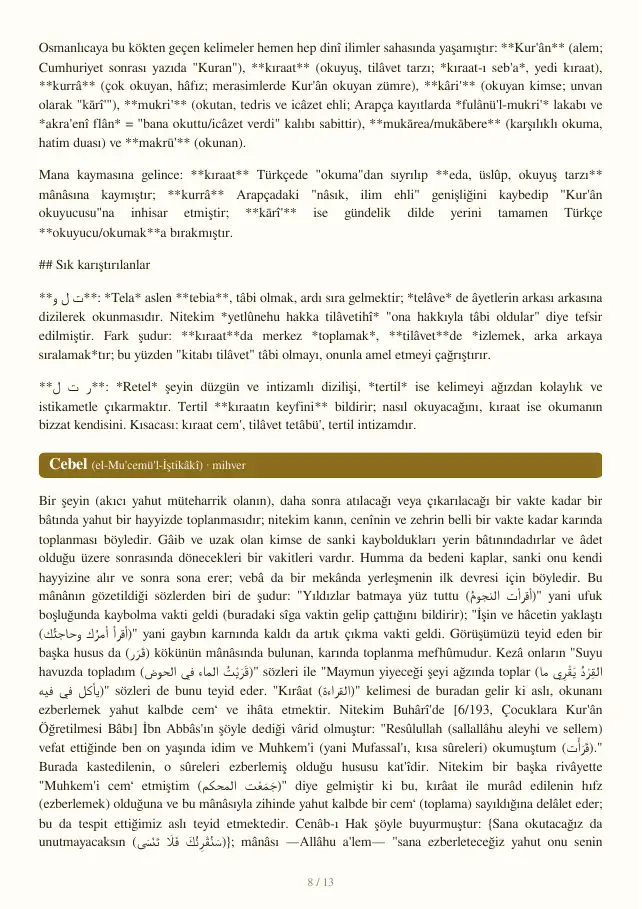 Osmanlıcaya bu kökten geçen kelimeler hemen hep dinî ilimler sahasında yaşamıştır: **Kur'ân** (alem;
Cumhuriyet sonrası yazıda "Kuran"), **kıraat** (okuyuş, tilâvet tarzı; *kıraat-ı seb'a*, yedi kıraat),
**kurrâ** (çok okuyan, hâfız; merasimlerde Kur'ân okuyan zümre), **kâri'** (okuyan kimse; unvan
olarak "kārî'"), **mukri'** (okutan, tedris ve icâzet ehli; Arapça kayıtlarda *fulânü'l-mukri'* lakabı ve
*akra'enî flân* = "bana okuttu/icâzet verdi" kalıbı sabittir), **mukārea/mukābere** (karşılıklı okuma,
hatim duası) ve **makrü'** (okunan).
Mana kaymasına gelince: **kıraat** Türkçede "okuma"dan sıyrılıp **eda, üslûp, okuyuş tarzı**
mânâsına kaymıştır; **kurrâ** Arapçadaki "nâsık, ilim ehli" genişliğini kaybedip "Kur'ân
okuyucusu"na inhisar etmiştir; **kārî'** ise gündelik dilde yerini tamamen Türkçe
**okuyucu/okumak**a bırakmıştır.
## Sık karıştırılanlar
**ت ل و**: *Tela* aslen **tebia**, tâbi olmak, ardı sıra gelmektir; *telâve* de âyetlerin arkası arkasına
dizilerek okunmasıdır. Nitekim *yetlûnehu hakka tilâvetihî* "ona hakkıyla tâbi oldular" diye tefsir
edilmiştir. Fark şudur: **kıraat**da merkez *toplamak*, **tilâvet**de *izlemek, arka arkaya
sıralamak*tır; bu yüzden "kitabı tilâvet" tâbi olmayı, onunla amel etmeyi çağrıştırır.
**ر ت ل**: *Retel* şeyin düzgün ve intizamlı dizilişi, *tertil* ise kelimeyi ağızdan kolaylık ve
istikametle çıkarmaktır. Tertil **kıraatın keyfini** bildirir; nasıl okuyacağını, kıraat ise okumanın
bizzat kendisini. Kısacası: kıraat cem', tilâvet tetâbü', tertil intizamdır.
Cebel (el-Mu'cemü'l-İştikâkî) · mihver
Bir şeyin (akıcı yahut müteharrik olanın), daha sonra atılacağı veya çıkarılacağı bir vakte kadar bir
bâtında yahut bir hayyizde toplanmasıdır; nitekim kanın, cenînin ve zehrin belli bir vakte kadar karında
toplanması böyledir. Gâib ve uzak olan kimse de sanki kayboldukları yerin bâtınındadırlar ve âdet
olduğu üzere sonrasında dönecekleri bir vakitleri vardır. Humma da bedeni kaplar, sanki onu kendi
hayyizine alır ve sonra sona erer; vebâ da bir mekânda yerleşmenin ilk devresi için böyledir. Bu
mânânın gözetildiği sözlerden biri de şudur: "Yıldızlar batmaya yüz tuttu (أقرأت النجومُ)" yani ufuk
boşluğunda kaybolma vakti geldi (buradaki sîga vaktin gelip çattığını bildirir); "İşin ve hâcetin yaklaştı
(أقرأ أمرُك وحاجتُك)" yani gaybın karnında kaldı da artık çıkma vakti geldi. Görüşümüzü teyid eden bir
başka husus da (قَرَر) kökünün mânâsında bulunan, karında toplanma mefhûmudur. Kezâ onların "Suyu
havuzda topladım (قَرَيْتُ الماء في الحوض)" sözleri ile "Maymun yiyeceği şeyi ağzında toplar (القِرْدُ يَقْرِي ما
يأكل في فيه)" sözleri de bunu teyid eder. "Kırâat (القراءة)" kelimesi de buradan gelir ki aslı, okunanı
ezberlemek yahut kalbde cem‘ ve ihâta etmektir. Nitekim Buhârî'de [6/193, Çocuklara Kur'ân
Öğretilmesi Bâbı] İbn Abbâs'ın şöyle dediği vârid olmuştur: "Resûlullah (sallallâhu aleyhi ve sellem)
vefat ettiğinde ben on yaşında idim ve Muhkem'i (yani Mufassal'ı, kısa sûreleri) okumuştum (قَرَأت)."
Burada kastedilenin, o sûreleri ezberlemiş olduğu hususu kat'îdir. Nitekim bir başka rivâyette
"Muhkem'i cem‘ etmiştim (جَمَعْت المحكم)" diye gelmiştir ki bu, kırâat ile murâd edilenin hıfz
(ezberlemek) olduğuna ve bu mânâsıyla zihinde yahut kalbde bir cem‘ (toplama) sayıldığına delâlet eder;
bu da tespit ettiğimiz aslı teyid etmektedir. Cenâb-ı Hak şöyle buyurmuştur: {Sana okutacağız da
unutmayacaksın (سَنُقْرِئُكَ فَلَا تَنْسَى)}; mânâsı —Allâhu a'lem— "sana ezberleteceğiz yahut onu senin
8 / 13